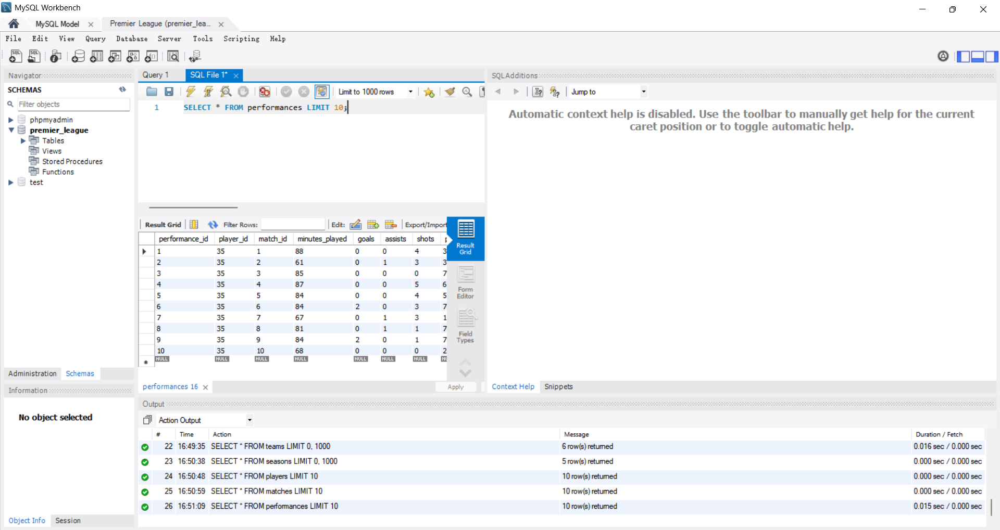 MySQL Workbench
MySQL Model
Premier League (premier_lea...
File Edit View Query Database Server Tools Scripting Help
Navigator
SCHEMAS
Filter objects
phpmyadmin
premier_league
Tables
Views
Stored Procedures
Functions
test
Administration Schemas
Information
No object selected
Object Info Session
Query 1 SQL File 1*
Limit to 1000 rows
1 SELECT * FROM performances LIMIT 10;
Result Grid Filter Rows: Edit: Export/Import
performance_id player_id match_id minutes_played goals assists shots
1 35 1 88 0 0 4 3
2 35 2 61 0 1 3 3
3 35 3 85 0 0 0 7
4 35 4 87 0 0 5 6
5 35 5 84 0 0 4 5
6 35 6 84 2 0 3 7
7 35 7 67 0 1 3 1
8 35 8 81 0 1 1 7
9 35 9 84 2 0 1 7
10 35 10 68 0 0 0 2
NULL NULL NULL NULL NULL NULL NULL
Result
Grid
Form
Editor
Field
Types
performances 16
Apply
SQLAdditions
Jump to
Automatic context help is disabled. Use the toolbar to manually get help for the current
caret position or to toggle automatic help.
Context Help Snippets
Output
Action Output
# Time Action Message Duration / Fetch
22 16:49:35 SELECT * FROM teams LIMIT 0, 1000 6 row(s) returned 0.016 sec / 0.000 sec
23 16:50:38 SELECT * FROM seasons LIMIT 0, 1000 5 row(s) returned 0.000 sec / 0.000 sec
24 16:50:48 SELECT * FROM players LIMIT 10 10 row(s) returned 0.000 sec / 0.000 sec
25 16:50:59 SELECT * FROM matches LIMIT 10 10 row(s) returned 0.000 sec / 0.000 sec
26 16:51:09 SELECT * FROM performances LIMIT 10 10 row(s) returned 0.015 sec / 0.000 sec